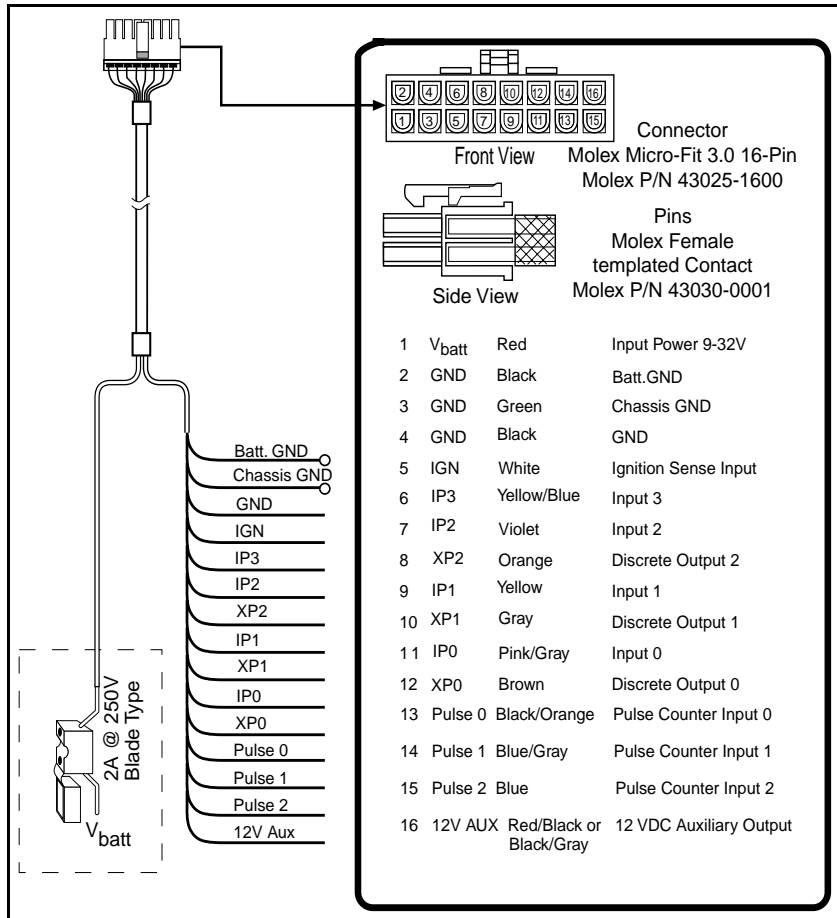 2 4 6 8 10 12 14 16
1 3 5 7 9 11 13 15
Front View
Connector
Molex Micro-Fit 3.0 16-Pin
Molex P/N 43025-1600
Side View
Pins
Molex Female
templated Contact
Molex P/N 43030-0001
1 Vbatt Red Input Power 9-32V
2 GND Black Batt.GND
3 GND Green Chassis GND
4 GND Black GND
5 IGN White Ignition Sense Input
6 IP3 Yellow/Blue Input 3
7 IP2 Violet Input 2
8 XP2 Orange Discrete Output 2
9 IP1 Yellow Input 1
10 XP1 Gray Discrete Output 1
11 IP0 Pink/Gray Input 0
12 XP0 Brown Discrete Output 0
13 Pulse 0 Black/Orange Pulse Counter Input 0
14 Pulse 1 Blue/Gray Pulse Counter Input 1
15 Pulse 2 Blue Pulse Counter Input 2
16 12V AUX Red/Black or 12 VDC Auxiliary Output
Black/Gray
Batt. GND
Chassis GND
GND
IGN
IP3
IP2
XP2
IP1
XP1
IP0
XP0
Pulse 0
Pulse 1
Pulse 2
12V Aux
2A @ 250V
Blade Type
Vbatt